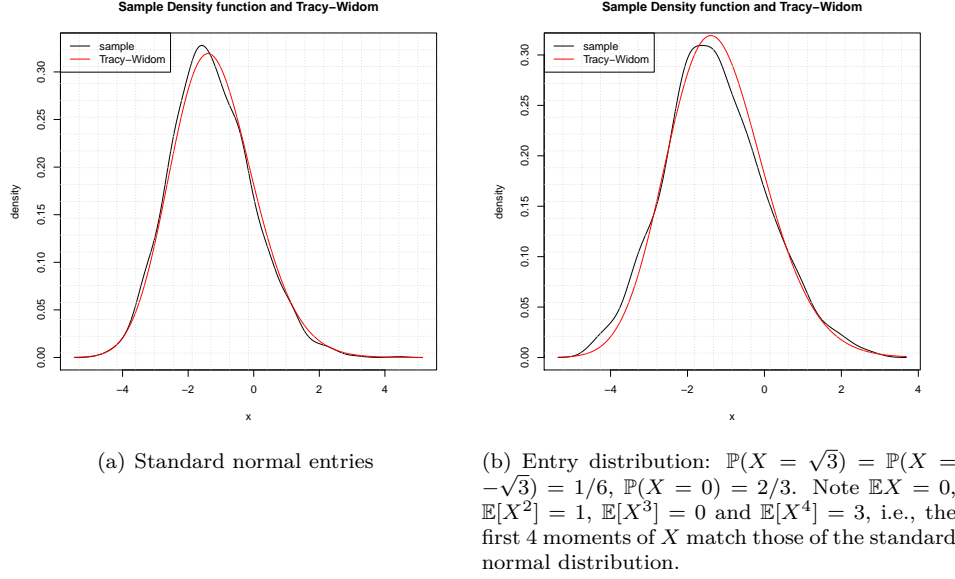 Sample Density function and Tracy−Widom
sample
Tracy−Widom
density
0.00
0.05
0.10
0.15
0.20
0.25
0.30
−4
−2
0
2
4
x
(a) Standard normal entries
Sample Density function and Tracy−Widom
sample
Tracy−Widom
density
0.00
0.05
0.10
0.15
0.20
0.25
0.30
−4
−2
0
2
4
x
(b) Entry distribution: ℙ(X = √3) = ℙ(X =
−√3) = 1/6, ℙ(X = 0) = 2/3. Note 𝔼X = 0,
𝔼[X²] = 1, 𝔼[X³] = 0 and 𝔼[X⁴] = 3, i.e., the
first 4 moments of X match those of the standard
normal distribution.